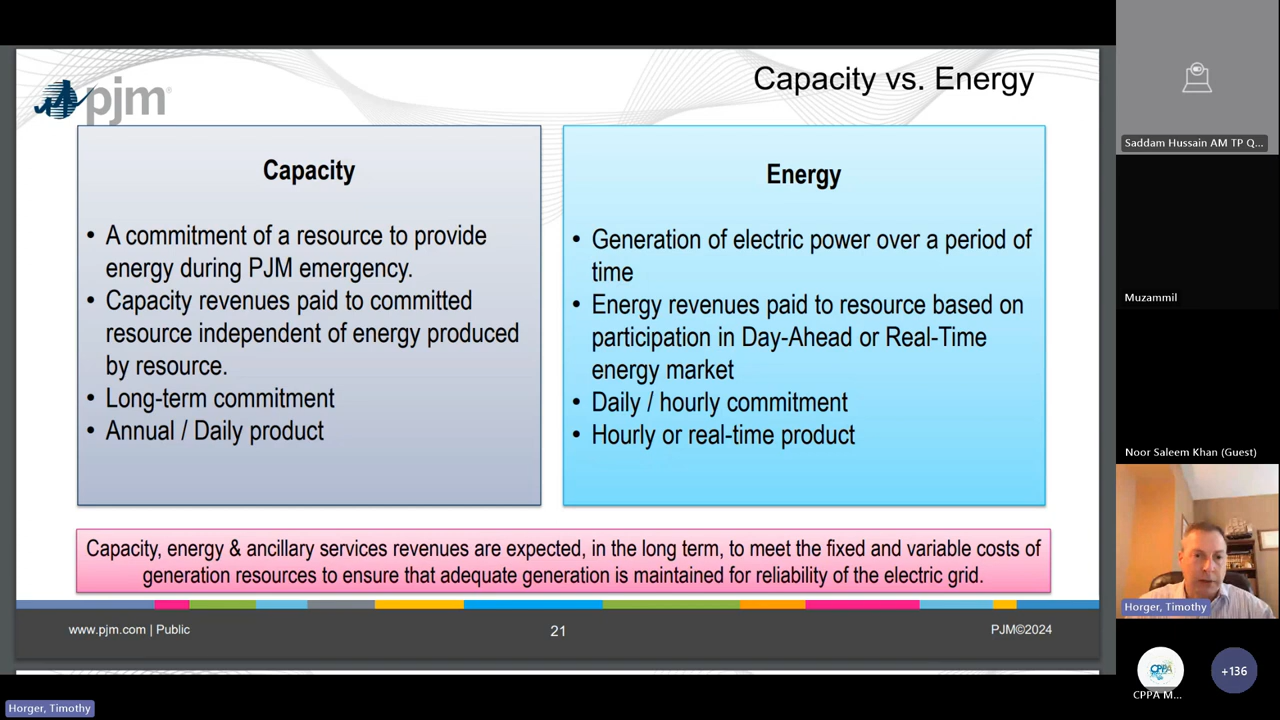 pjm
Capacity vs. Energy
Capacity
• A commitment of a resource to provide
energy during PJM emergency.
• Capacity revenues paid to committed
resource independent of energy produced
by resource.
• Long-term commitment
• Annual / Daily product
Energy
• Generation of electric power over a period of
time
• Energy revenues paid to resource based on
participation in Day-Ahead or Real-Time
energy market
• Daily / hourly commitment
• Hourly or real-time product
Capacity, energy & ancillary services revenues are expected, in the long term, to meet the fixed and variable costs of
generation resources to ensure that adequate generation is maintained for reliability of the electric grid.
www.pjm.com | Public
21
PJM©2024
Saddam Hussain AM TP Q...
Muzammil
Noor Saleem Khan (Guest)
Horger, Timothy
CPPA
CPPA M...
+136
Horger, Timothy